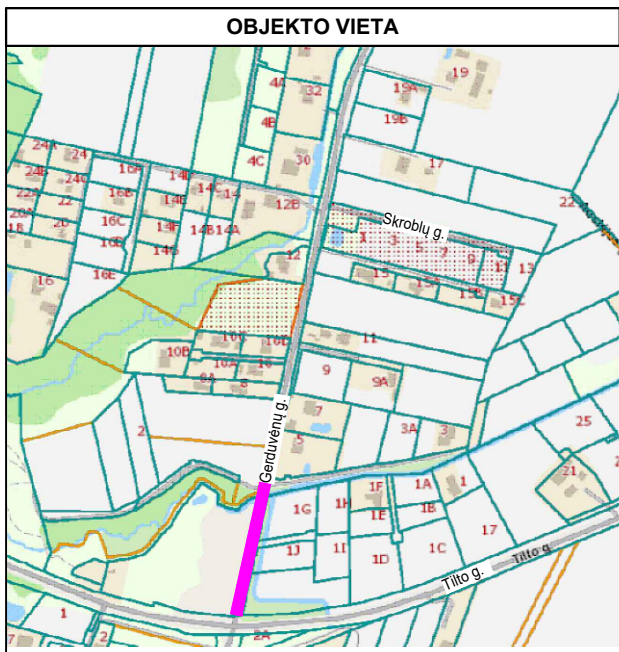 OBJEKTO VIETA
4A
32
19
19A
4B
19B
24A
24
4C
30
17
16A
14D
24B
24C
14C
14
22A
22
16B
14E
12B
22
20A
20
16C
14F
14B
14A
Skroblų g.
18
1
3
5
7
9
11
13
14G
12
16E
15
15A
15B
15C
16
10C
10D
11
10B
10A
10
9
8A
8
9A
7
2
5
3A
3
25
Gerduvėnų g.
21
1F
1A
1
1G
1H
1E
1B
17
1J
1I
1D
1C
Tilto g.
Tilto g.
1
7
2
2A